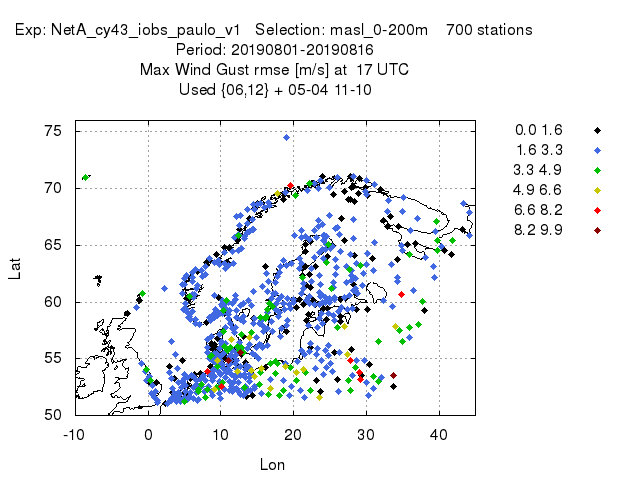 Exp: NetA_cy43_iobs_paulo_v1   Selection: masl_0-200m    700 stations
Period: 20190801-20190816
Max Wind Gust rmse [m/s] at  17 UTC
Used {06,12} + 05-04 11-10
75
70
65
60
55
50
-10 0 10 20 30 40
Lat
Lon
0.0 1.6
1.6 3.3
3.3 4.9
4.9 6.6
6.6 8.2
8.2 9.9